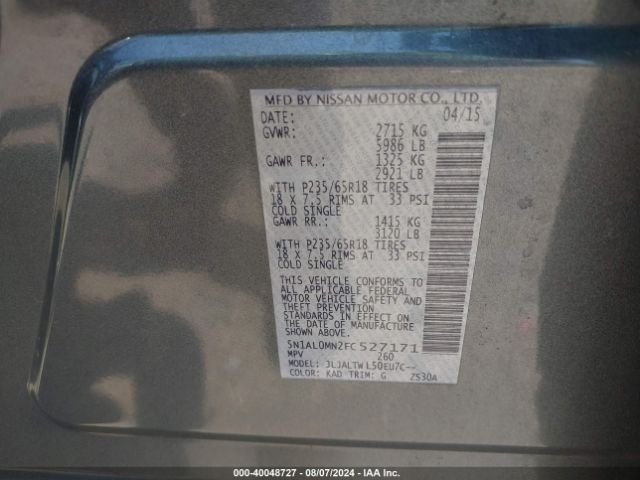 MFD BY NISSAN MOTOR CO., LTD.
DATE: 04/15
GVWR: 2715 KG
5986 LB
GAWR FR.: 1325 KG
2921 LB
WITH P235/65R18 TIRES
18 X 7.5 RIMS AT 33 PSI
COLD SINGLE
GAWR RR.: 1415 KG
3120 LB
WITH P235/65R18 TIRES
18 X 7.5 RIMS AT 33 PSI
COLD SINGLE
THIS VEHICLE CONFORMS TO
ALL APPLICABLE FEDERAL
MOTOR VEHICLE SAFETY AND
THEFT PREVENTION
STANDARDS IN EFFECT ON
THE DATE OF MANUFACTURE
SHOWN ABOVE.
5N1AL0MN2FC527171
MPV 260
MODEL: JLJALTWL50EU7C--
COLOR: KAD TRIM: G ZS30A
000-40048727 - 08/07/2024 - IAA Inc.